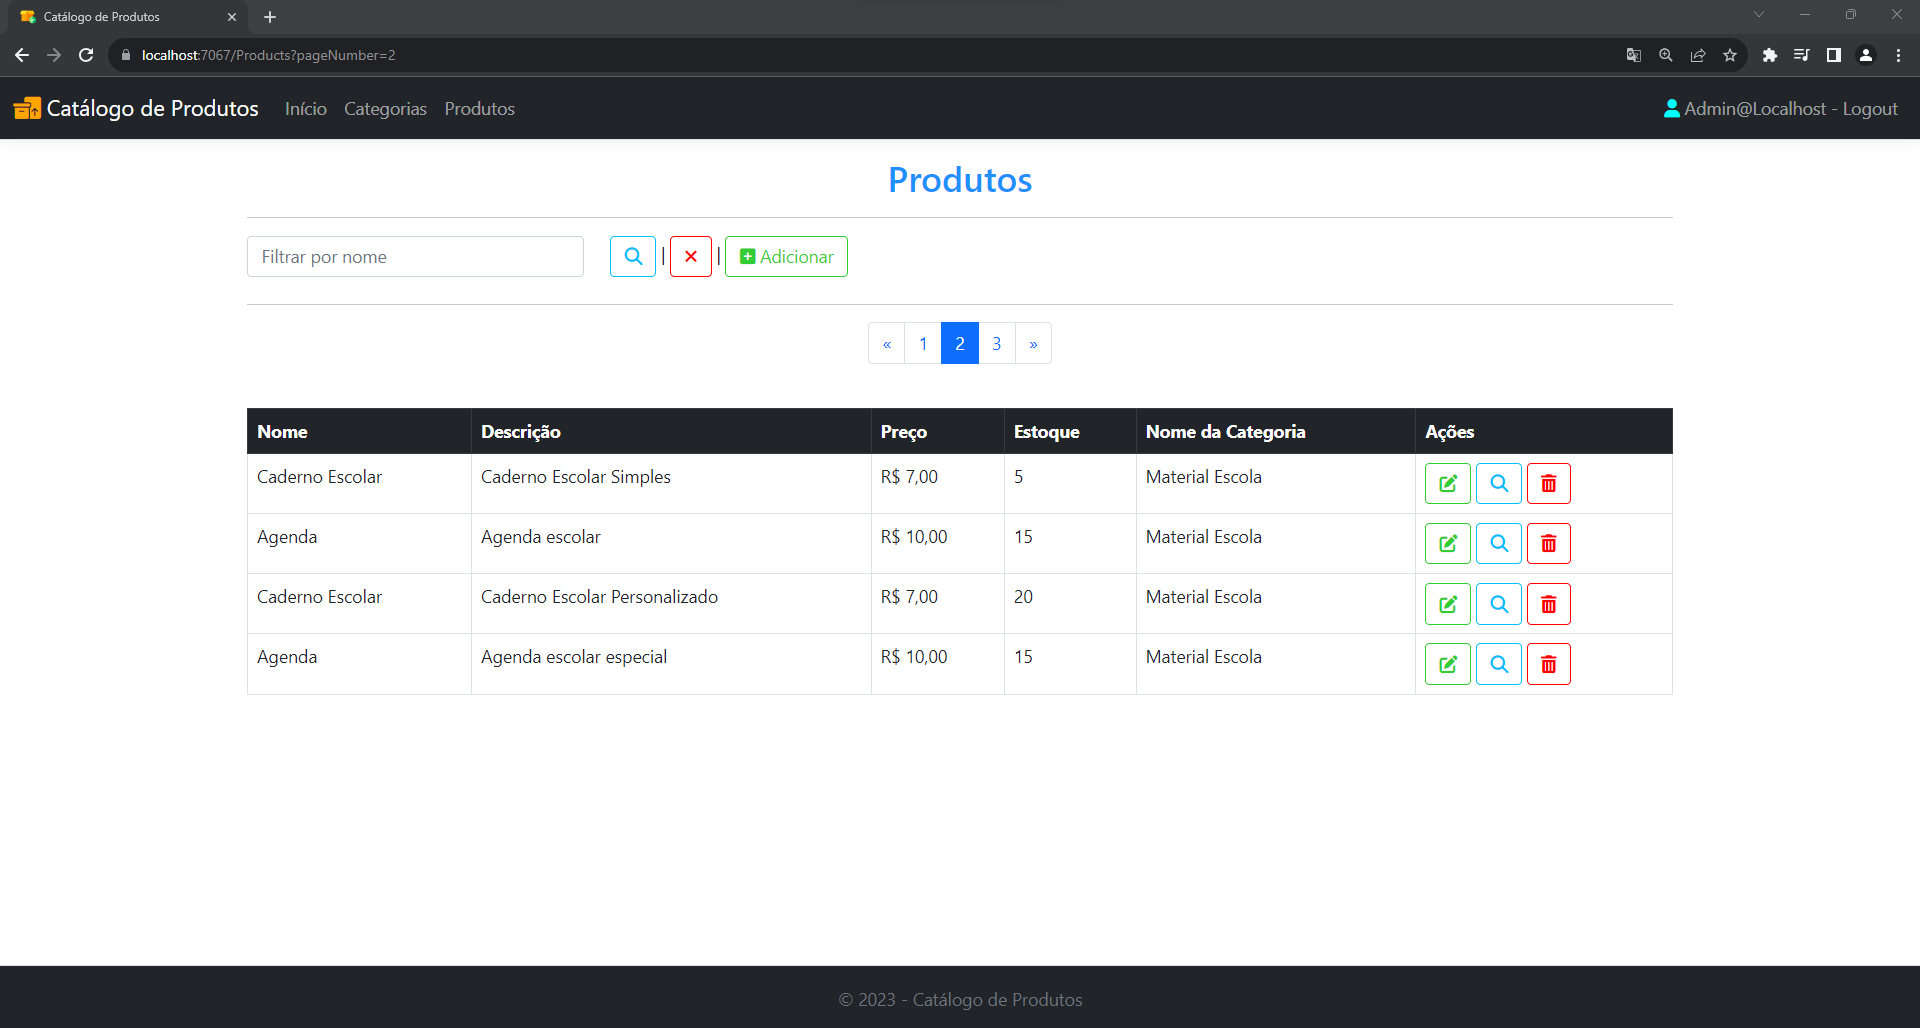 Catálogo de Produtos
localhost:7067/Products?pageNumber=2
Catálogo de Produtos Início Categorias Produtos Admin@Localhost - Logout
Produtos
Filtrar por nome | | Adicionar
« 1 2 3 »
Nome Descrição Preço Estoque Nome da Categoria Ações
Caderno Escolar Caderno Escolar Simples R$ 7,00 5 Material Escola
Agenda Agenda escolar R$ 10,00 15 Material Escola
Caderno Escolar Caderno Escolar Personalizado R$ 7,00 20 Material Escola
Agenda Agenda escolar especial R$ 10,00 15 Material Escola
© 2023 - Catálogo de Produtos